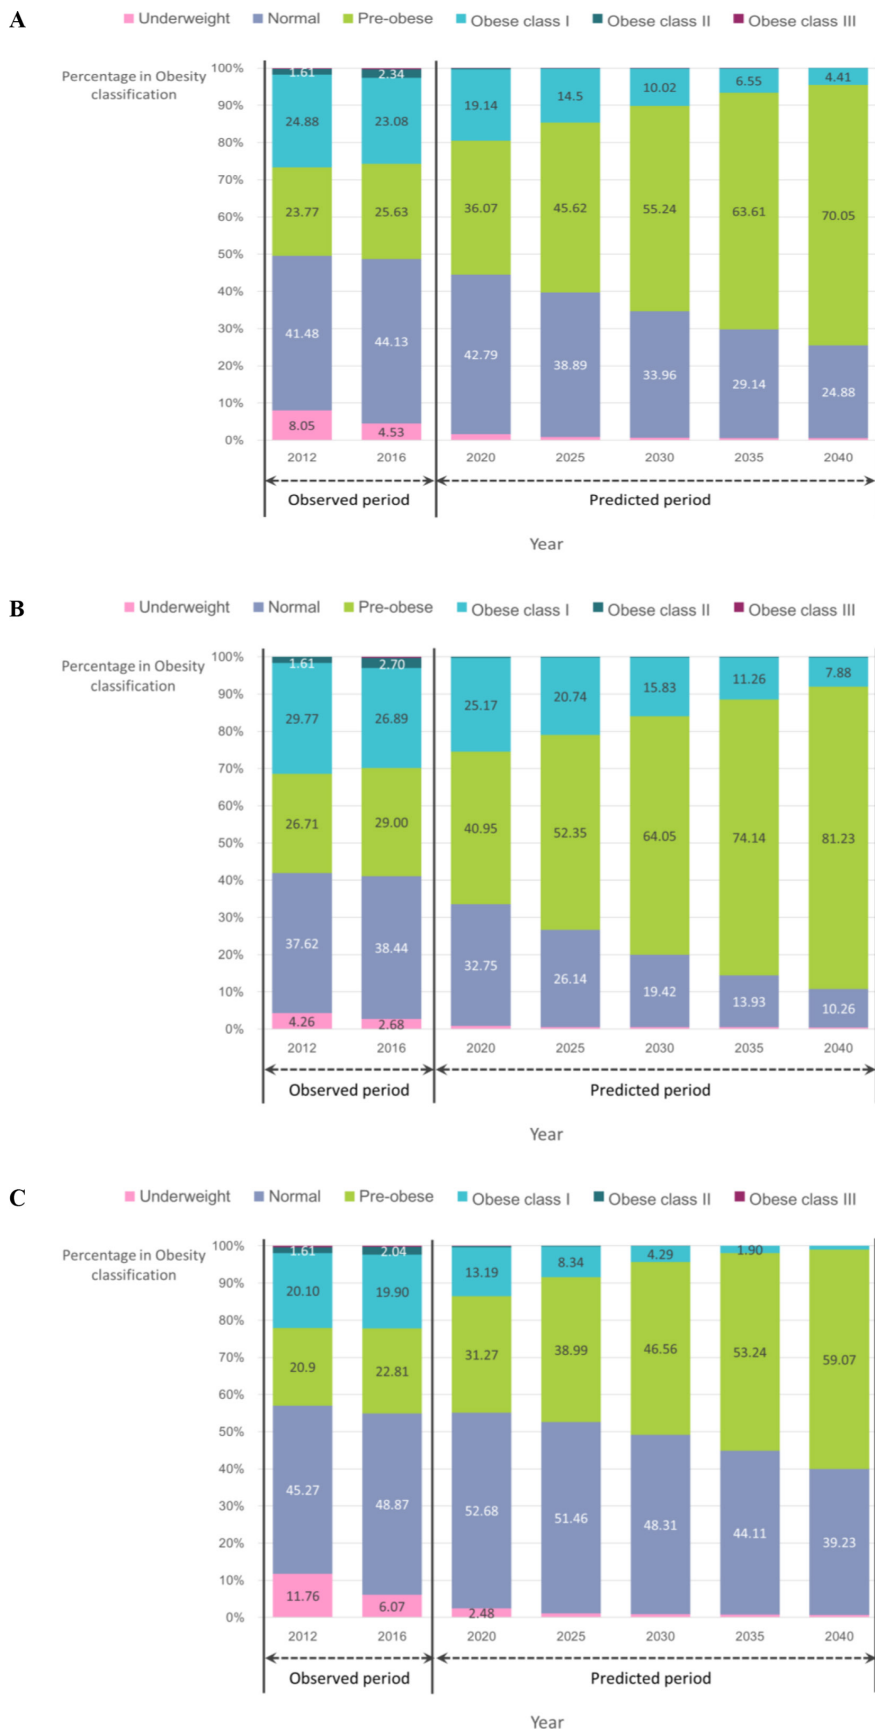 A
Underweight Normal Pre-obese Obese class I Obese class II Obese class III
Percentage in Obesity
classification
100%
90%
80%
70%
60%
50%
40%
30%
20%
10%
0%
1.61 2.34
24.88 23.08 19.14 14.5 10.02 6.55 4.41
23.77 25.63 36.07 45.62 55.24 63.61 70.05
41.48 44.13 42.79 38.89 33.96 29.14 24.88
8.05 4.53
2012 2016 2020 2025 2030 2035 2040
Observed period Predicted period
Year
B
Underweight Normal Pre-obese Obese class I Obese class II Obese class III
Percentage in Obesity
classification
100%
90%
80%
70%
60%
50%
40%
30%
20%
10%
0%
1.61 2.70
29.77 26.89 25.17 20.74 15.83 11.26 7.88
26.71 29.00 40.95 52.35 64.05 74.14 81.23
37.62 38.44 32.75 26.14 19.42 13.93 10.26
4.26 2.68
2012 2016 2020 2025 2030 2035 2040
Observed period Predicted period
Year
C
Underweight Normal Pre-obese Obese class I Obese class II Obese class III
Percentage in Obesity
classification
100%
90%
80%
70%
60%
50%
40%
30%
20%
10%
0%
1.61 2.04
20.10 19.90 13.19 8.34 4.29 1.90
20.9 22.81 31.27 38.99 46.56 53.24 59.07
45.27 48.87 52.68 51.46 48.31 44.11 39.23
11.76 6.07 2.48
2012 2016 2020 2025 2030 2035 2040
Observed period Predicted period
Year